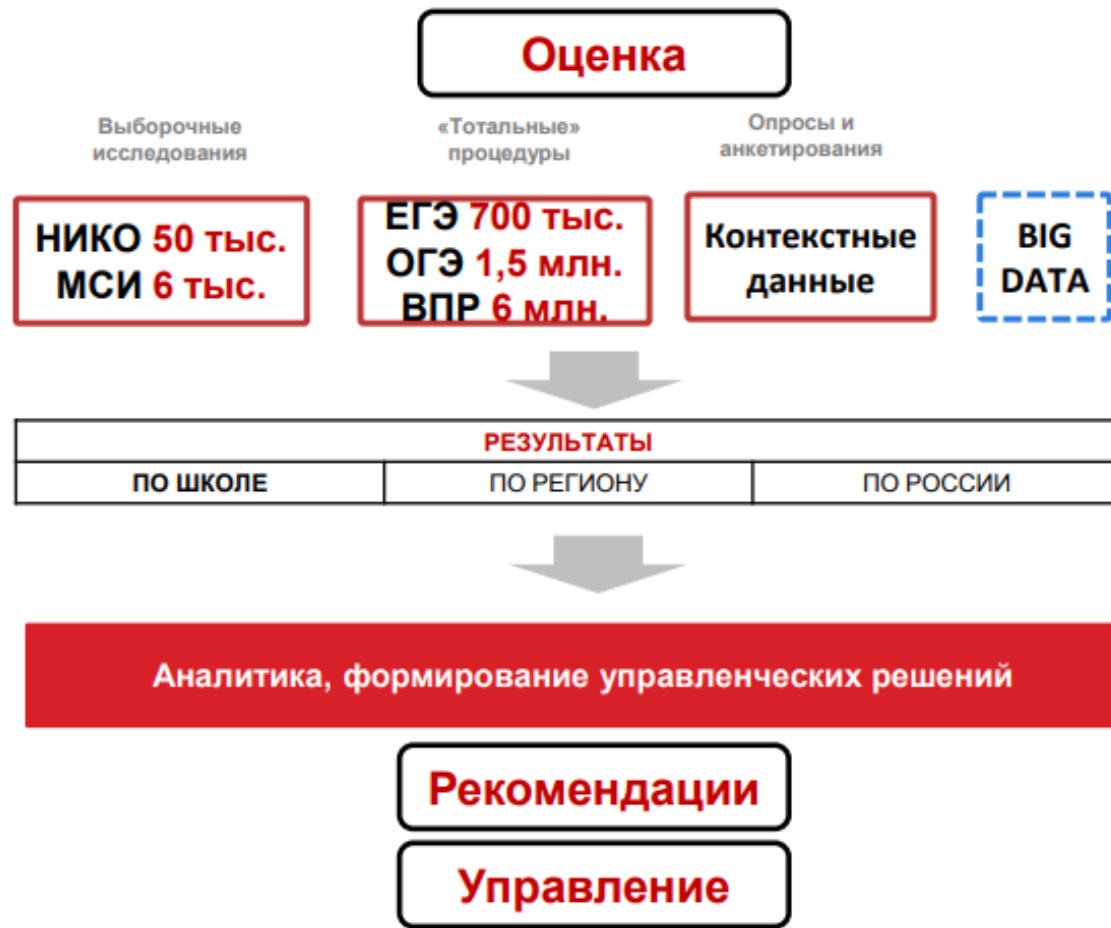 Оценка
Выборочные
исследования
«Тотальные»
процедуры
Опросы и
анкетирования
НИКО 50 тыс.
МСИ 6 тыс.
ЕГЭ 700 тыс.
ОГЭ 1,5 млн.
ВПР 6 млн.
Контекстные
данные
BIG
DATA
РЕЗУЛЬТАТЫ
ПО ШКОЛЕ
ПО РЕГИОНУ
ПО РОССИИ
Аналитика, формирование управленческих решений
Рекомендации
Управление